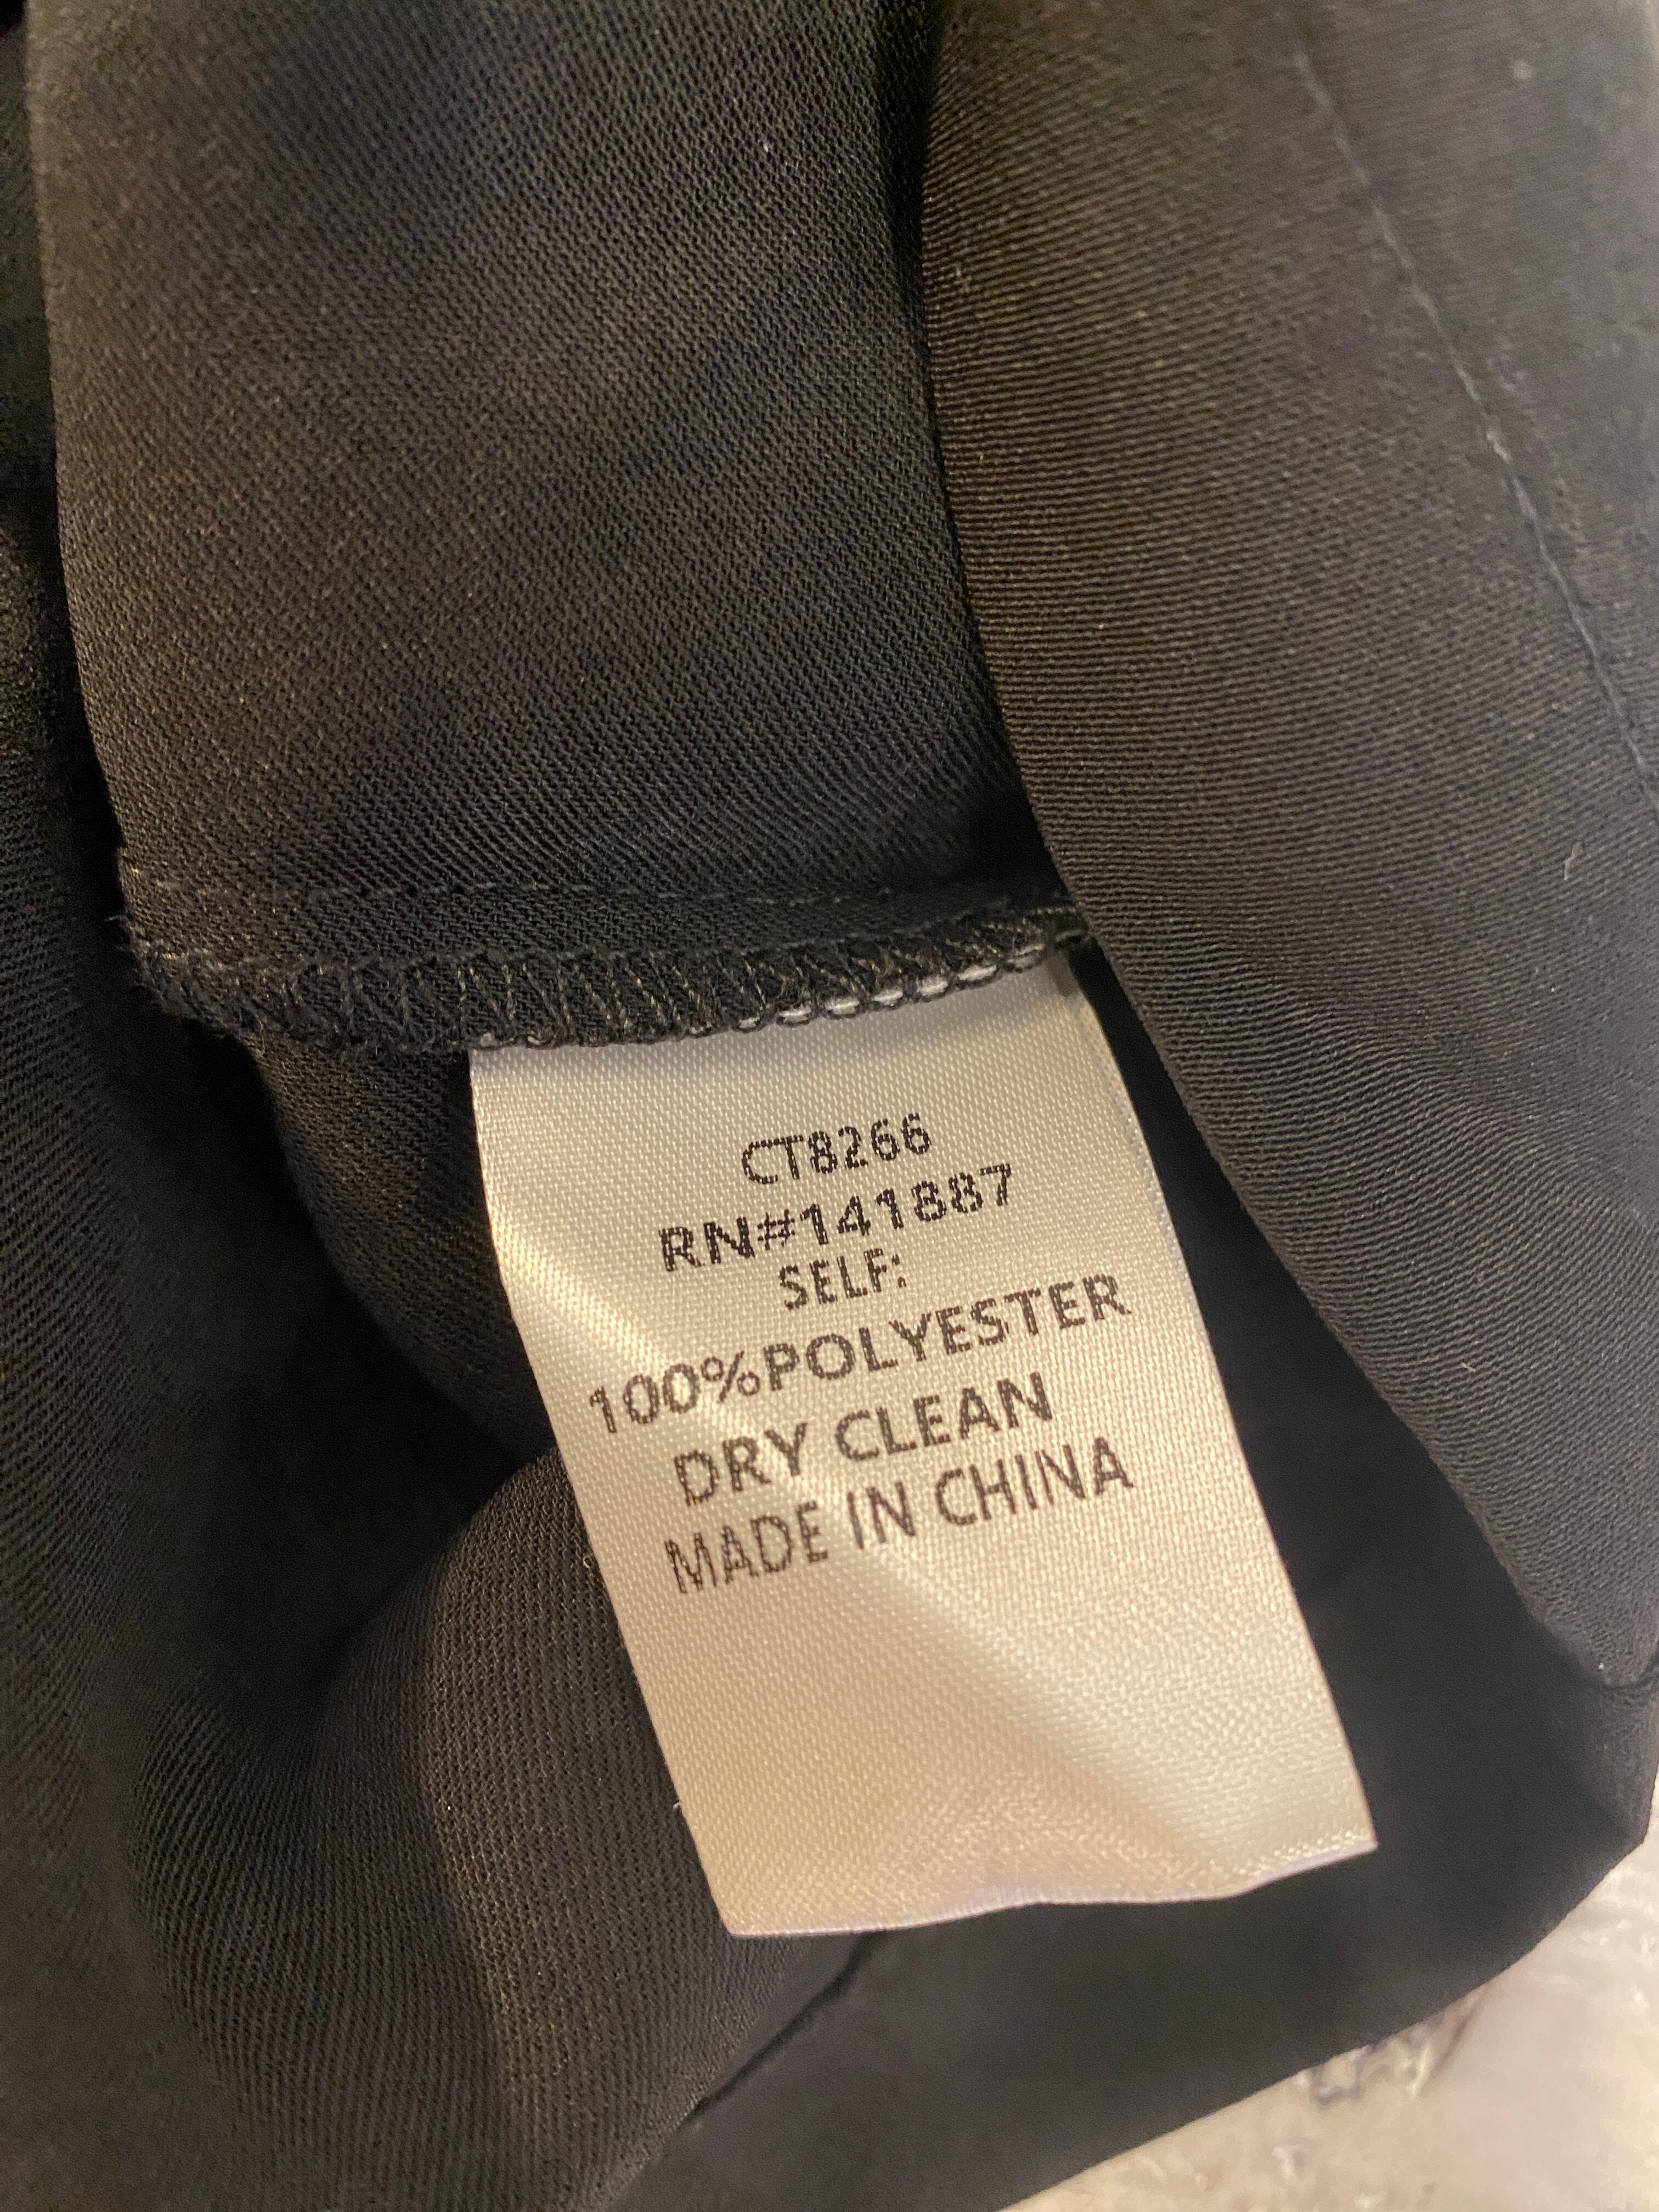 CT8266
RN#141887
SELF:
100%POLYESTER
DRY CLEAN
MADE IN CHINA